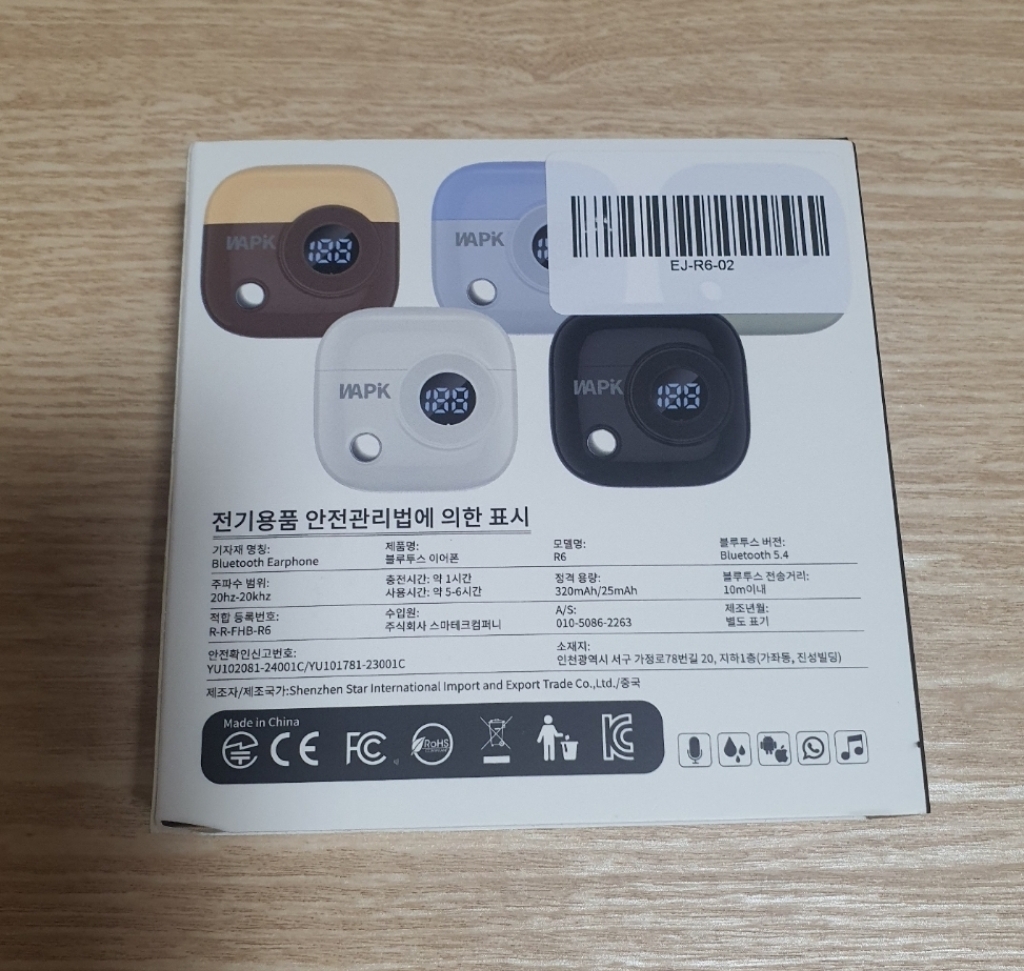 WAPiK
188
WAPiK
EJ-R6-02
WAPiK
188
WAPiK
188
전기용품 안전관리법에 의한 표시
기자재 명칭:
Bluetooth Earphone
제품명:
블루투스 이어폰
모델명:
R6
블루투스 버전:
Bluetooth 5.4
주파수 범위:
20hz-20khz
충전시간: 약 1시간
사용시간: 약 5-6시간
정격 용량:
320mAh/25mAh
블루투스 전송거리:
10m이내
적합 등록번호:
R-R-FHB-R6
수입원:
주식회사 스마테크컴퍼니
A/S:
010-5086-2263
제조년월:
별도 표기
안전확인신고번호:
YU102081-24001C/YU101781-23001C
소재지:
인천광역시 서구 가정로78번길 20, 지하1층(가좌동, 진성빌딩)
제조자/제조국가:Shenzhen Star International Import and Export Trade Co.,Ltd./중국
Made in China
CE FC RoHS KC